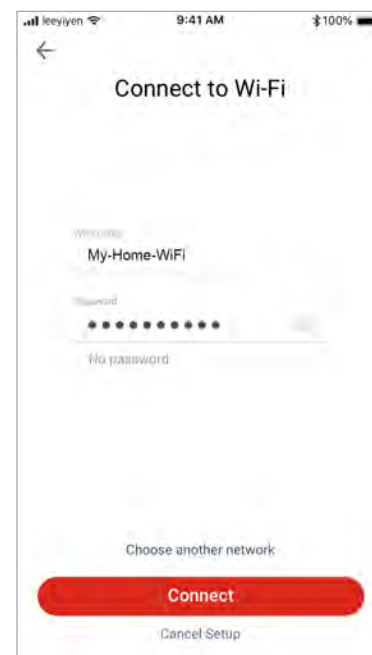 leeyiyen 9:41 AM 100%
Connect to Wi-Fi
My-Home-WiFi
Password
●●●●●●●●●●
No password
Choose another network
Connect
Cancel Setup